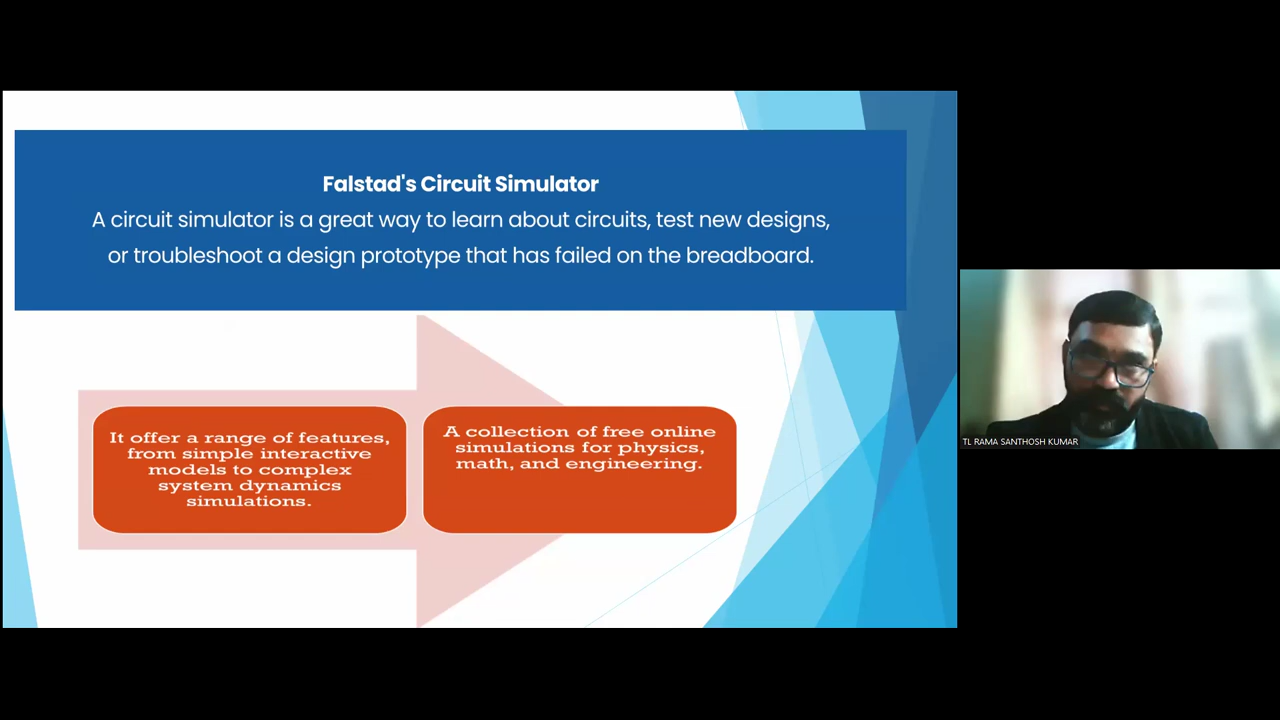 Falstad's Circuit Simulator
A circuit simulator is a great way to learn about circuits, test new designs,
or troubleshoot a design prototype that has failed on the breadboard.
It offer a range of features,
from simple interactive
models to complex
system dynamics
simulations.
A collection of free online
simulations for physics,
math, and engineering.
TL RAMA SANTHOSH KUMAR